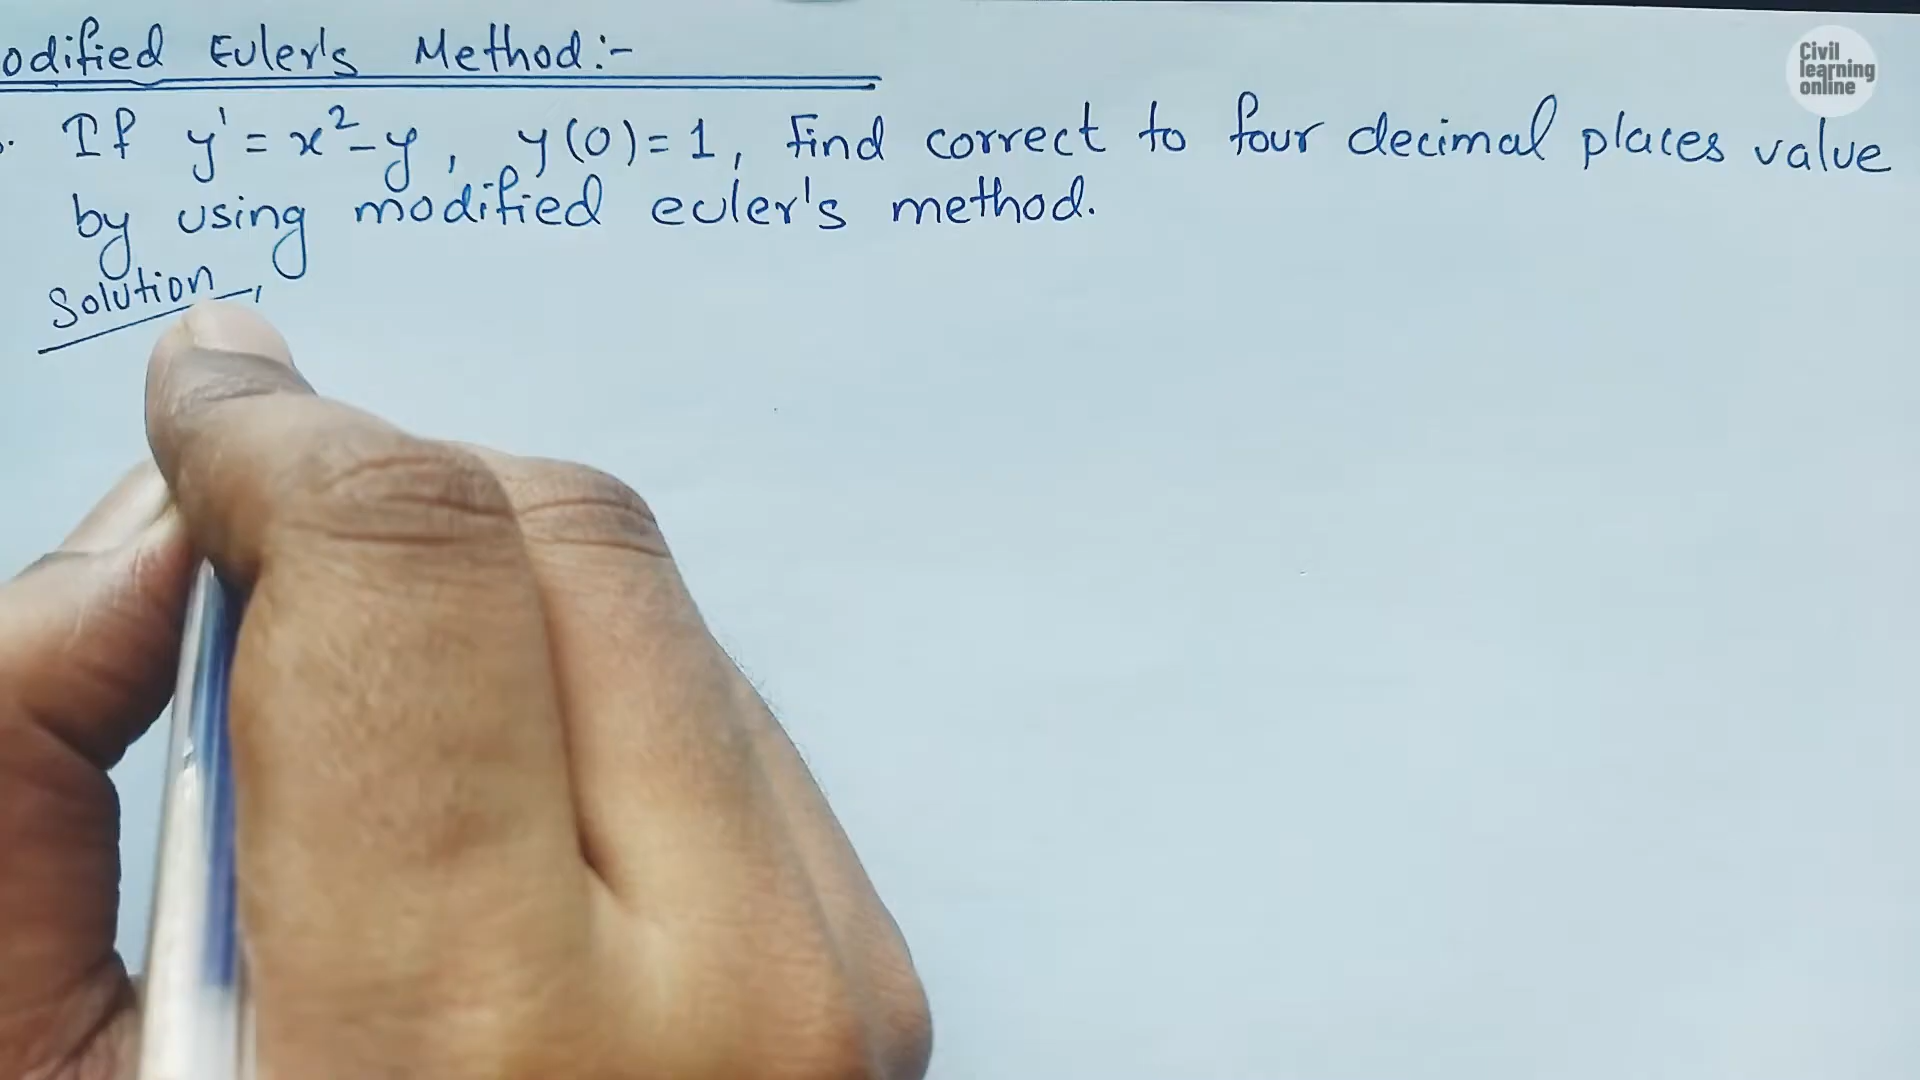 odified Euler's Method:-
. If y' = x² - y, y(0) = 1, Find correct to four decimal places value
by using modified euler's method.
Solution,
Civil
learning
online